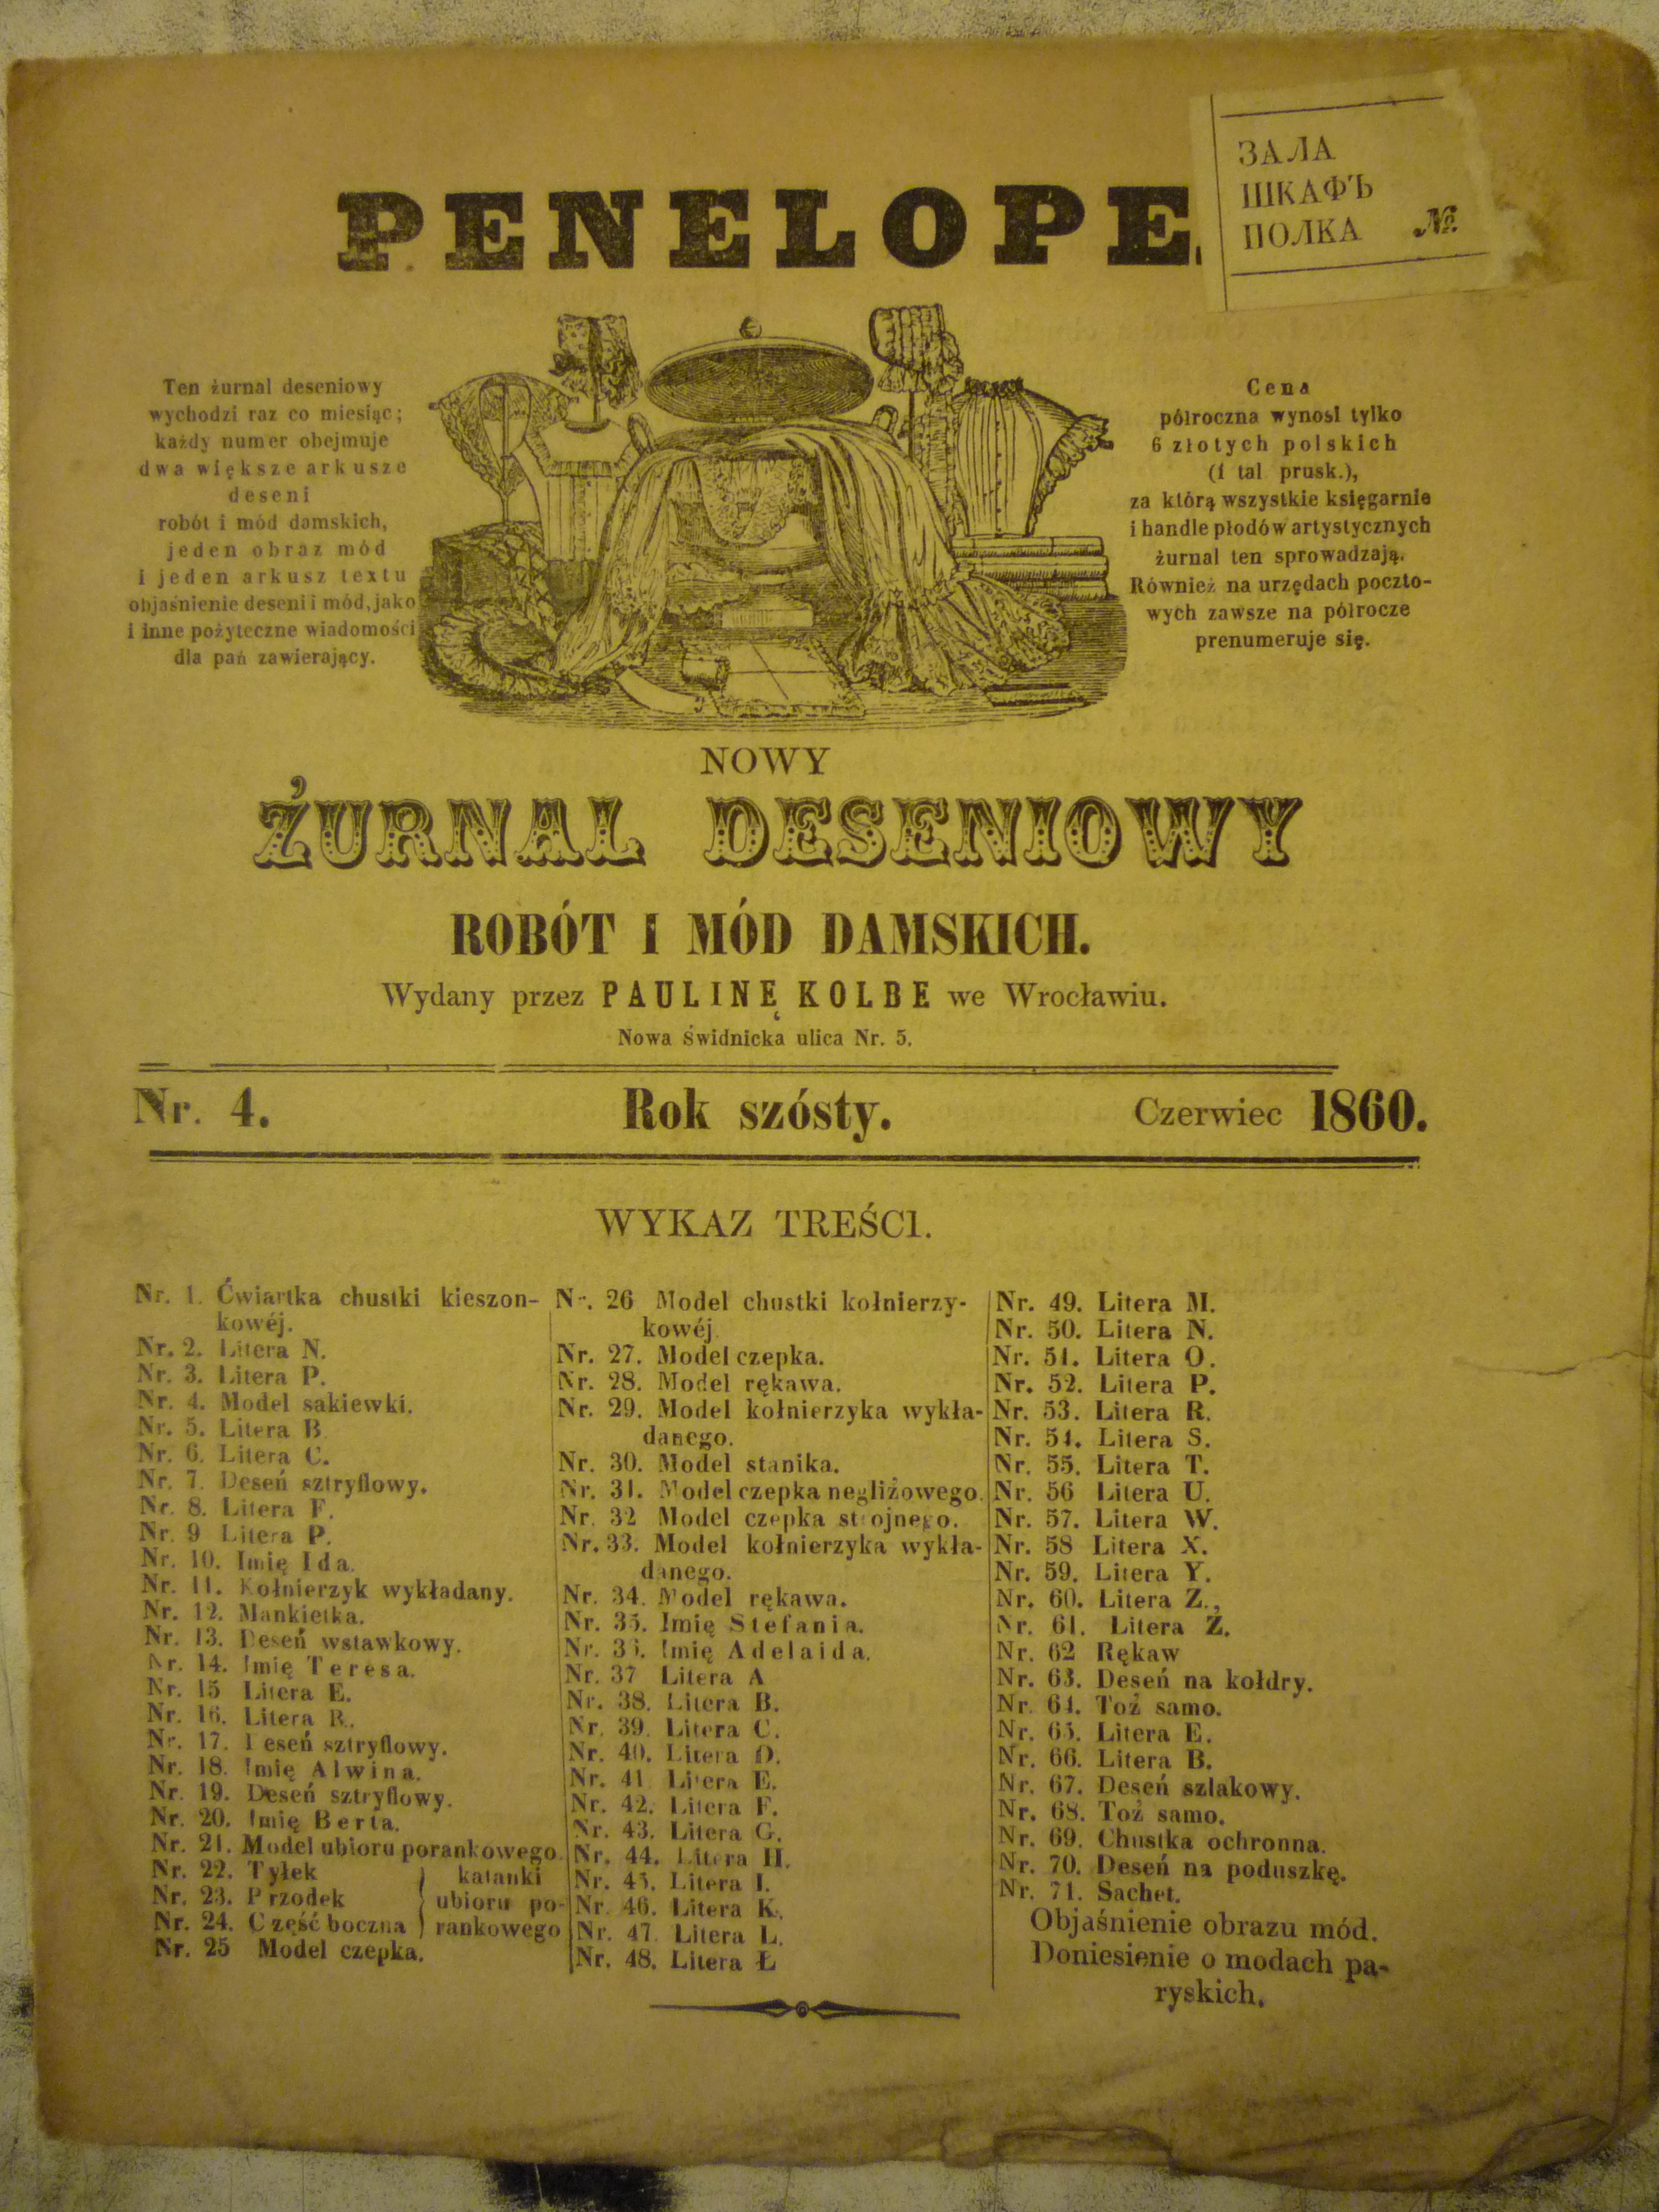 PENELOPE.
ЗАЛА
ШКАФЪ
ПОЛКА №
Ten żurnal deseniowy
wychodzi raz co miesiąc;
każdy numer obejmuje
dwa większe arkusze
deseni
robót i mód damskich,
jeden obraz mód
i jeden arkusz textu
objaśnienie deseni i mód, jako
i inne pożyteczne wiadomości
dla pań zawierający.
Cena
półroczna wynosi tylko
6 złotych polskich
(1 tal prusk.),
za którą wszystkie księgarnie
i handle płodów artystycznych
żurnal ten sprowadzają.
Również na urzędach poczto-
wych zawsze na półrocze
prenumeruje się.
NOWY
ŻURNAL DESENIOWY
ROBÓT I MÓD DAMSKICH.
Wydany przez PAULINĘ KOLBE we Wrocławiu.
Nowa Świdnicka ulica Nr. 5.
Nr. 4. Rok szósty. Czerwiec 1860.
WYKAZ TREŚCI.
Nr. 1. Ćwiartka chustki kieszon-
kowéj.
Nr. 2. Litera N.
Nr. 3. Litera P.
Nr. 4. Model sakiewki.
Nr. 5. Litera B
Nr. 6. Litera C.
Nr. 7. Deseń sztryflowy.
Nr. 8. Litera F.
Nr. 9 Litera P.
Nr. 10. Imię Ida.
Nr. 11. Kołnierzyk wykładany.
Nr. 12. Mankietka.
Nr. 13. Deseń wstawkowy.
Nr. 14. Imię Teresa.
Nr. 15 Litera E.
Nr. 16. Litera R.
Nr. 17. Deseń sztryflowy.
Nr. 18. Imię Alwina.
Nr. 19. Deseń sztryflowy.
Nr. 20. Imię Berta.
Nr. 21. Model ubioru porankowego.
Nr. 22. Tyłek } katanki
Nr. 23. Przodek } ubioru po-
Nr. 24. Część boczna } rankowego
Nr. 25 Model czepka.
Nr. 26 Model chustki kołnierzy-
kowéj
Nr. 27. Model czepka.
Nr. 28. Model rękawa.
Nr. 29. Model kołnierzyka wykła-
danego.
Nr. 30. Model stanika.
Nr. 31. Model czepka negliżowego.
Nr. 32 Model czepka strojnego.
Nr. 33. Model kołnierzyka wykła-
danego.
Nr. 34. Model rękawa.
Nr. 35. Imię Stefania.
Nr. 36. Imię Adelaida.
Nr. 37 Litera A
Nr. 38. Litera B.
Nr. 39. Litera C.
Nr. 40. Litera D.
Nr. 41 Litera E.
Nr. 42. Litera F.
Nr. 43. Litera G.
Nr. 44. Litera H.
Nr. 45. Litera I.
Nr. 46. Litera K.
Nr. 47. Litera L.
Nr. 48. Litera Ł
Nr. 49. Litera M.
Nr. 50. Litera N.
Nr. 51. Litera O.
Nr. 52. Litera P.
Nr. 53. Litera R.
Nr. 54. Litera S.
Nr. 55. Litera T.
Nr. 56 Litera U.
Nr. 57. Litera W.
Nr. 58 Litera X.
Nr. 59. Litera Y.
Nr. 60. Litera Z.
Nr. 61. Litera Ż.
Nr. 62 Rękaw
Nr. 63. Deseń na kołdry.
Nr. 64. Toż samo.
Nr. 65. Litera E.
Nr. 66. Litera B.
Nr. 67. Deseń szlakowy.
Nr. 68. Toż samo.
Nr. 69. Chustka ochronna.
Nr. 70. Deseń na poduszkę.
Nr. 71. Sachet.
Objaśnienie obrazu mód.
Doniesienie o modach pa-
ryskich.